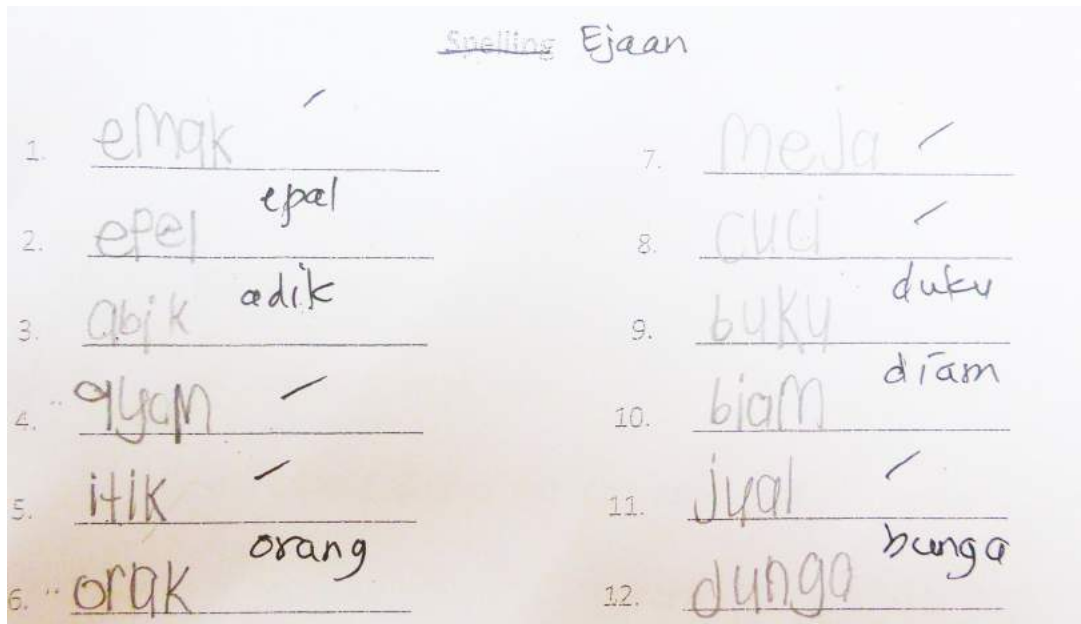 Spelling Ejaan
1. emak
epal
2. epel
adik
3. abik
4. ayam
5. itik
orang
6. orak
7. meja
8. cuci
duku
9. buku
diam
10. biam
11. jual
bunga
12. dunga